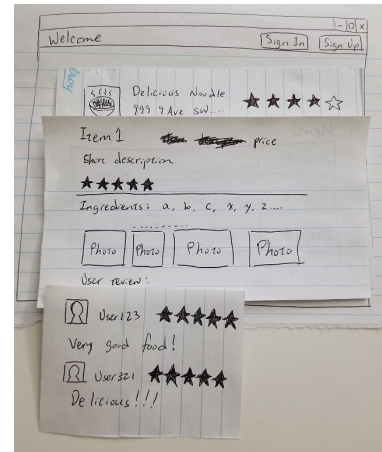 Welcome
Sign In
Sign Up
Delicious Noodle
999 9 Ave SW....
Item 1
price
Short description
Ingredients: a, b, c, x, y, z....
Photo
Photo
Photo
Photo
User review:
User123
Very good food!
User321
Delicious!!!